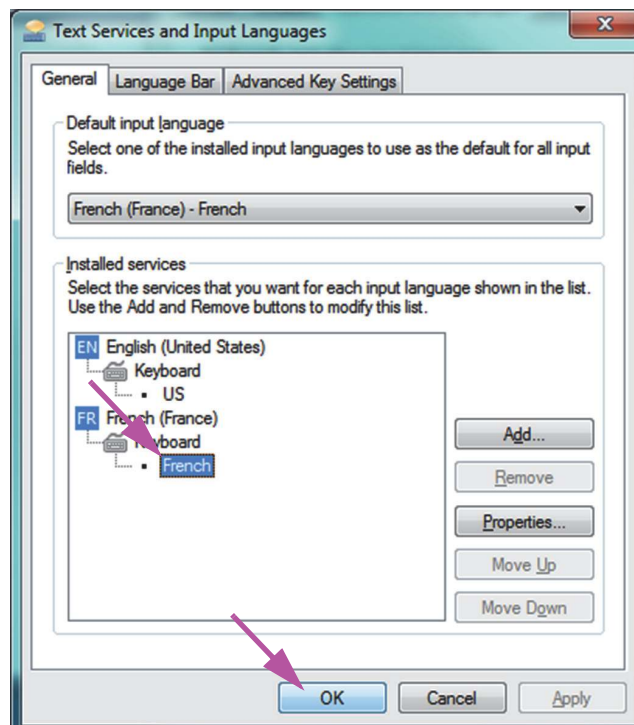 Text Services and Input Languages
General
Language Bar
Advanced Key Settings
Default input language
Select one of the installed input languages to use as the default for all input
fields.
French (France) - French
Installed services
Select the services that you want for each input language shown in the list.
Use the Add and Remove buttons to modify this list.
EN English (United States)
Keyboard
US
FR French (France)
Keyboard
French
Add...
Remove
Properties...
Move Up
Move Down
OK
Cancel
Apply